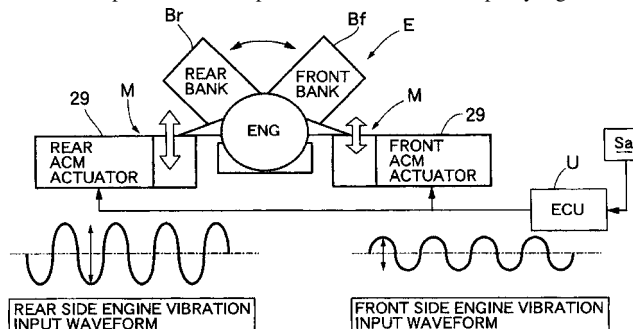 Br
Bf
E
REAR
BANK
FRONT
BANK
29
M
M
29
ENG
REAR
ACM
ACTUATOR
FRONT
ACM
ACTUATOR
Sa
U
ECU
REAR SIDE ENGINE VIBRATION
INPUT WAVEFORM
FRONT SIDE ENGINE VIBRATION
INPUT WAVEFORM